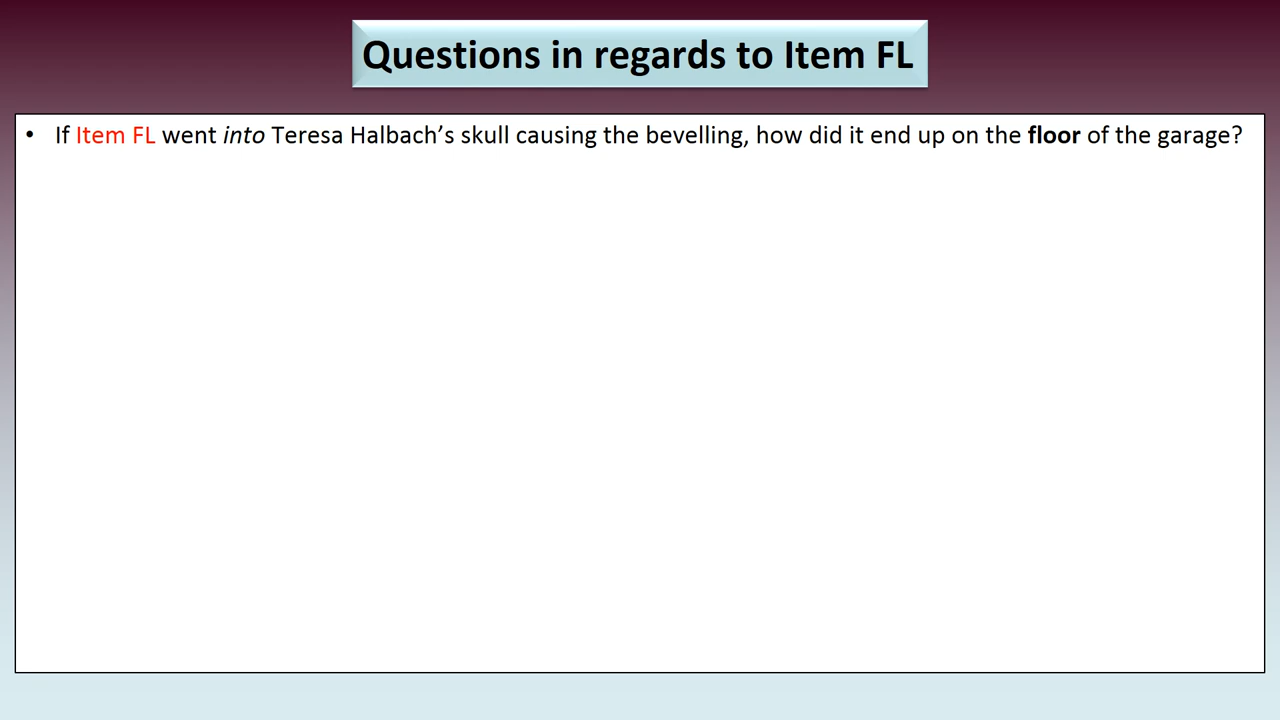 Questions in regards to Item FL
• If Item FL went into Teresa Halbach’s skull causing the bevelling, how did it end up on the floor of the garage?